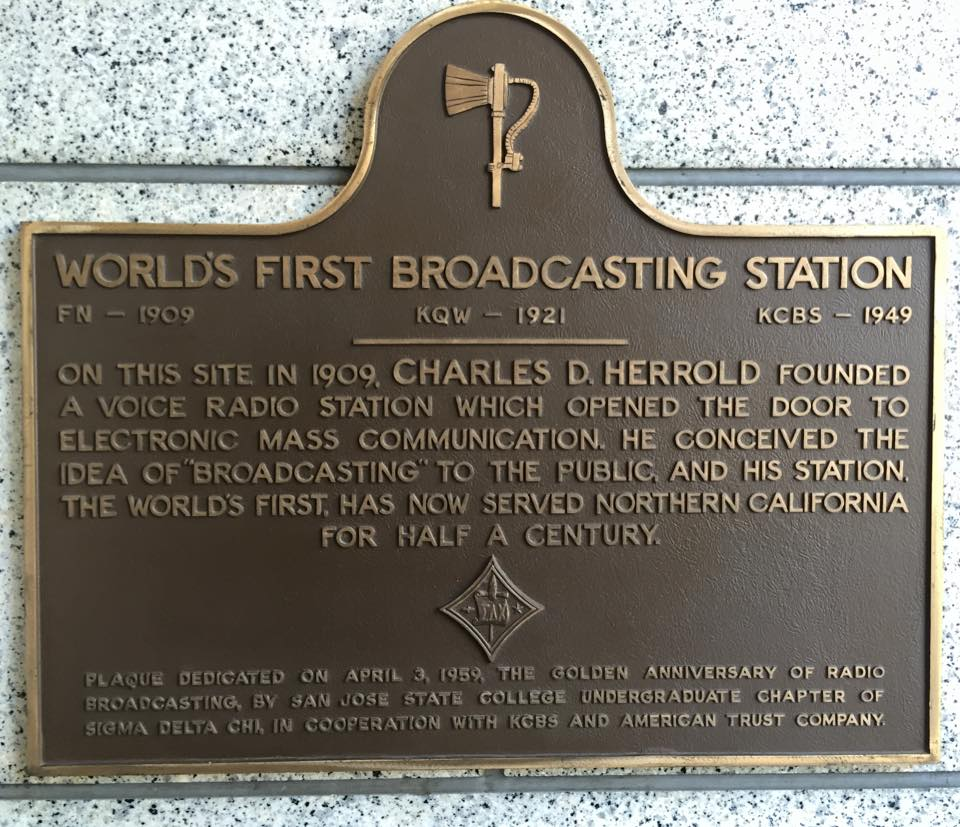 WORLD'S FIRST BROADCASTING STATION
FN – 1909 KQW – 1921 KCBS – 1949
ON THIS SITE IN 1909, CHARLES D. HERROLD FOUNDED
A VOICE RADIO STATION WHICH OPENED THE DOOR TO
ELECTRONIC MASS COMMUNICATION. HE CONCEIVED THE
IDEA OF "BROADCASTING" TO THE PUBLIC, AND HIS STATION,
THE WORLD'S FIRST, HAS NOW SERVED NORTHERN CALIFORNIA
FOR HALF A CENTURY.
ΣΔΧ
PLAQUE DEDICATED ON APRIL 3, 1959, THE GOLDEN ANNIVERSARY OF RADIO
BROADCASTING, BY SAN JOSE STATE COLLEGE UNDERGRADUATE CHAPTER OF
SIGMA DELTA CHI, IN COOPERATION WITH KCBS AND AMERICAN TRUST COMPANY.